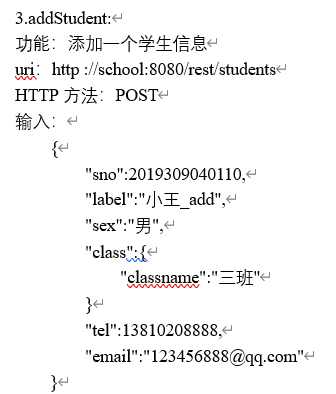 3.addStudent:
功能：添加一个学生信息
uri：http ://school:8080/rest/students
HTTP 方法：POST
输入：
{
"sno":2019309040110,
"label":"小王_add",
"sex":"男",
"class":{
"classname":"三班"
}
"tel":13810208888,
"email":"123456888@qq.com"
}